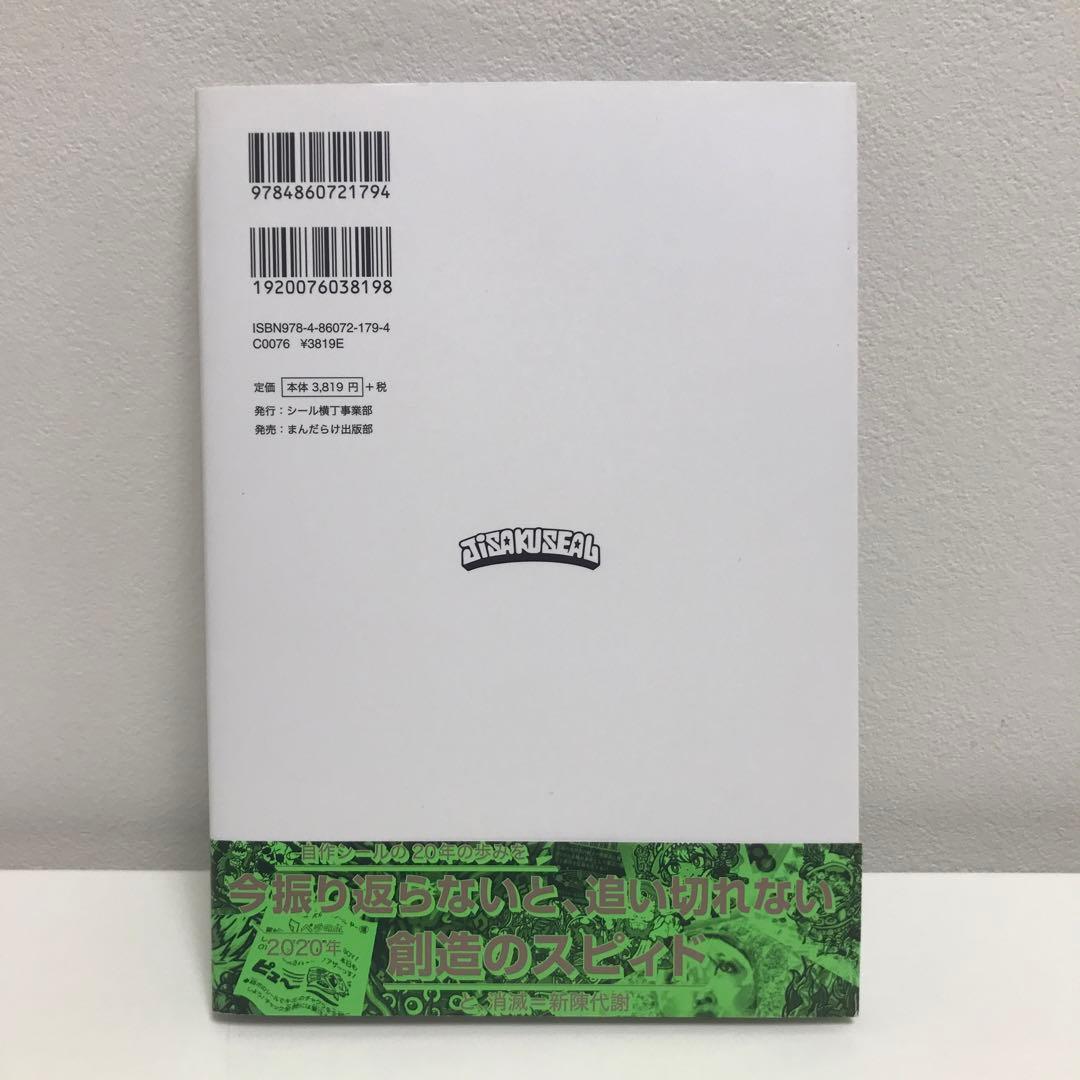 9784860721794
1920076038198
ISBN978-4-86072-179-4
C0076 ¥3819E
定価 本体 3,819 円 +税
発行：シール横丁事業部
発売：まんだらけ出版部
JiSAKUSEAL
自作シールの20年の歩みを
今振り返らないと、追い切れない
2020年
創造のスピィド
と、消滅＝新陳代謝